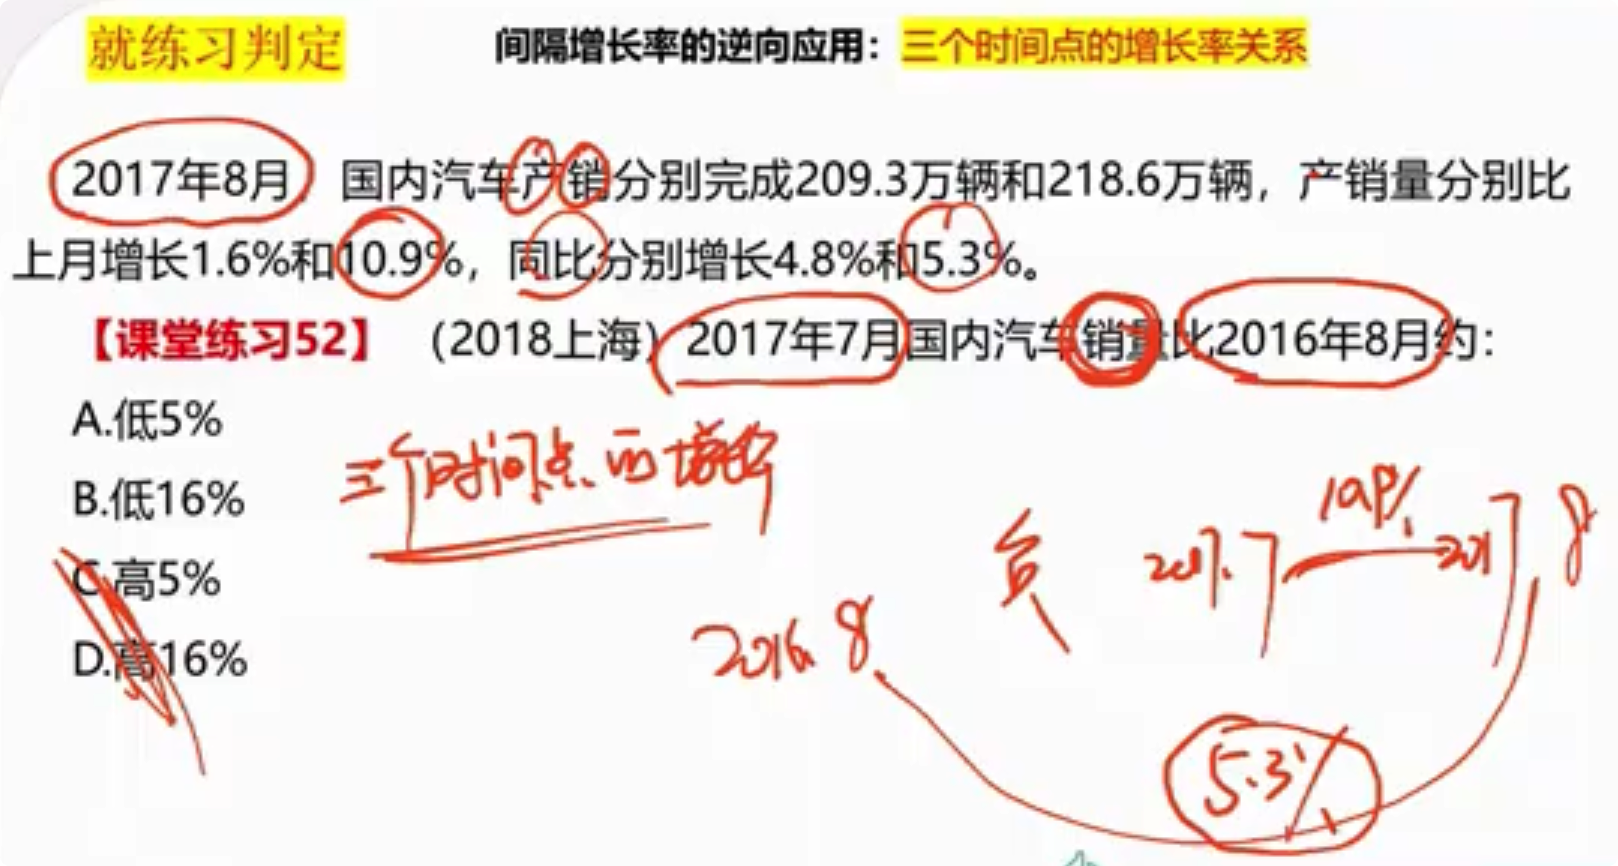 就练习判定 间隔增长率的逆向应用：三个时间点的增长率关系
2017年8月，国内汽车产销分别完成209.3万辆和218.6万辆，产销量分别比
上月增长1.6%和10.9%，同比分别增长4.8%和5.3%。
【课堂练习52】（2018上海）2017年7月国内汽车销量比2016年8月约：
A.低5%
B.低16%
C.高5%
D.高16%
三个时间点的增长率
负 2017.7 10.9% 2017.8
2016.8
5.3%